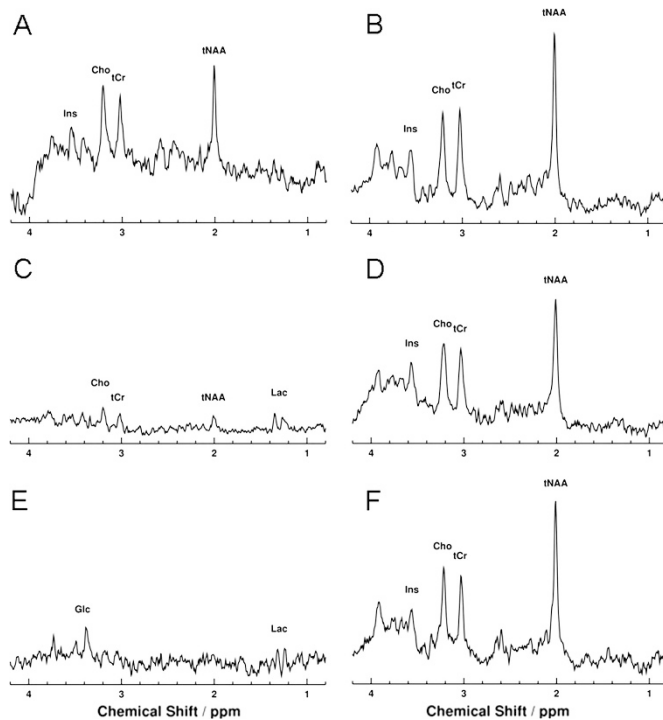 A
tNAA
Cho
tCr
Ins
4 3 2 1
B
tNAA
Cho tCr
Ins
4 3 2 1
C
Cho
tCr
tNAA
Lac
4 3 2 1
D
tNAA
Cho tCr
Ins
4 3 2 1
E
Glc
Lac
4 3 2 1
Chemical Shift / ppm
F
tNAA
Cho
tCr
Ins
4 3 2 1
Chemical Shift / ppm